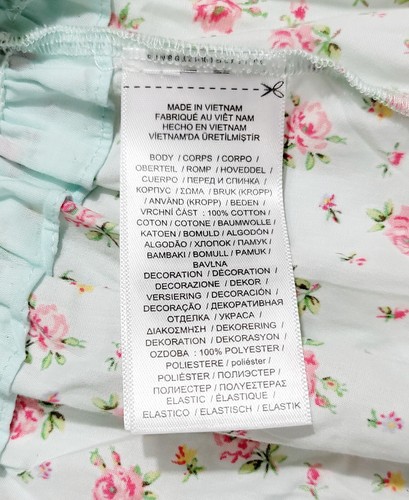 MADE IN VIETNAM
FABRIQUÉ AU VIÊT NAM
HECHO EN VIETNAM
VİETNAM'DA ÜRETİLMİŞTİR
BODY / CORPS / CORPO /
OBERTEIL / ROMP / HOVEDDEL /
CUERPO / ПЕРЕД И СПИНКА /
КОРПУС / ΣΩΜΑ / BRUK (KROPP)
/ ANVÄND (KROPP) / BEDEN /
VRCHNÍ ČÁST : 100% COTTON /
COTON / COTONE / BAUMWOLLE /
KATOEN / BOMULD / ALGODÓN /
ALGODÃO / ХЛОПОК / ПАМУК /
BAMBAKI / BOMULL / PAMUK /
BAVLNA
DECORATION / DÉCORATION /
DECORAZIONE / DEKOR /
VERSIERING / DECORACIÓN /
DECORAÇÃO / ДЕКОРАТИВНАЯ
ОТДЕЛКА / УКРАСА /
ΔΙΑΚΟΣΜΗΣΗ / DEKORERING /
DEKORATION / DEKORASYON /
OZDOBA : 100% POLYESTER /
POLIESTERE / poliéster /
POLIÉSTER / ПОЛИЭСТЕР /
ПОЛИЕСТЕР / ΠΟΛΥΕΣΤΕΡΑΣ
ELASTIC / ÉLASTIQUE /
ELASTICO / ELASTISCH / ELASTIK